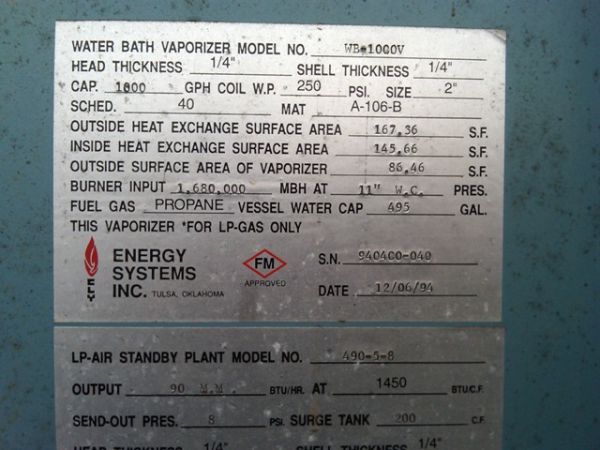 WATER BATH VAPORIZER MODEL NO. WB-1000V
HEAD THICKNESS 1/4" SHELL THICKNESS 1/4"
CAP. 1000 GPH COIL W.P. 250 PSI. SIZE 2"
SCHED. 40 MAT A-106-B
OUTSIDE HEAT EXCHANGE SURFACE AREA 167.36 S.F.
INSIDE HEAT EXCHANGE SURFACE AREA 145.66 S.F.
OUTSIDE SURFACE AREA OF VAPORIZER 86.46 S.F.
BURNER INPUT 1,680,000 MBH AT 11" W.C. PRES.
FUEL GAS PROPANE VESSEL WATER CAP 495 GAL.
THIS VAPORIZER *FOR LP-GAS ONLY
ELY
ENERGY SYSTEMS INC. TULSA, OKLAHOMA
FM APPROVED
S.N. 940400-040
DATE 12/06/94
LP-AIR STANDBY PLANT MODEL NO. 490-5-8
OUTPUT 90 M.M. BTU/HR. AT 1450 BTU/C.F.
SEND-OUT PRES. 8 PSI. SURGE TANK 200 C.F.
HEAD THICKNESS 1/4" SHELL THICKNESS 1/4"